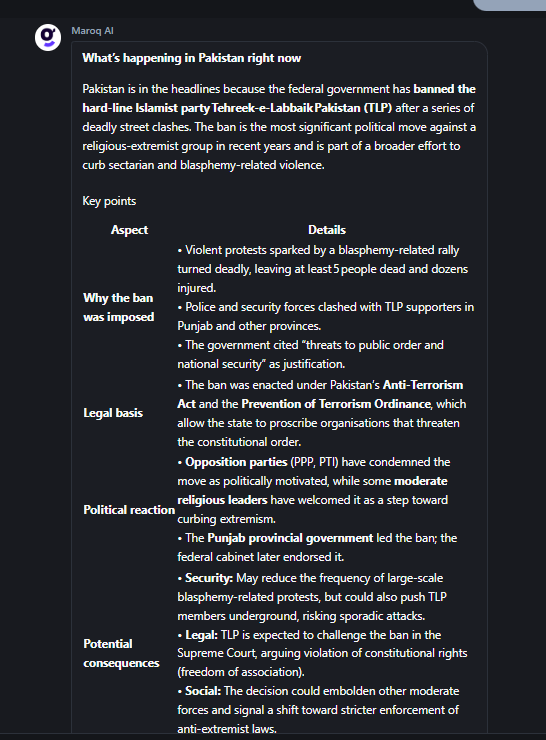 Maroq AI
What's happening in Pakistan right now
Pakistan is in the headlines because the federal government has banned the
hard-line Islamist party Tehreek-e-Labbaik Pakistan (TLP) after a series of
deadly street clashes. The ban is the most significant political move against a
religious-extremist group in recent years and is part of a broader effort to
curb sectarian and blasphemy-related violence.
Key points
Aspect
Details
Why the ban
was imposed
• Violent protests sparked by a blasphemy-related rally
turned deadly, leaving at least 5 people dead and dozens
injured.
• Police and security forces clashed with TLP supporters in
Punjab and other provinces.
• The government cited "threats to public order and
national security" as justification.
Legal basis
• The ban was enacted under Pakistan's Anti-Terrorism
Act and the Prevention of Terrorism Ordinance, which
allow the state to proscribe organisations that threaten
the constitutional order.
Political reaction
• Opposition parties (PPP, PTI) have condemned the
move as politically motivated, while some moderate
religious leaders have welcomed it as a step toward
curbing extremism.
• The Punjab provincial government led the ban; the
federal cabinet later endorsed it.
Potential
consequences
• Security: May reduce the frequency of large-scale
blasphemy-related protests, but could also push TLP
members underground, risking sporadic attacks.
• Legal: TLP is expected to challenge the ban in the
Supreme Court, arguing violation of constitutional rights
(freedom of association).
• Social: The decision could embolden other moderate
forces and signal a shift toward stricter enforcement of
anti-extremist laws.